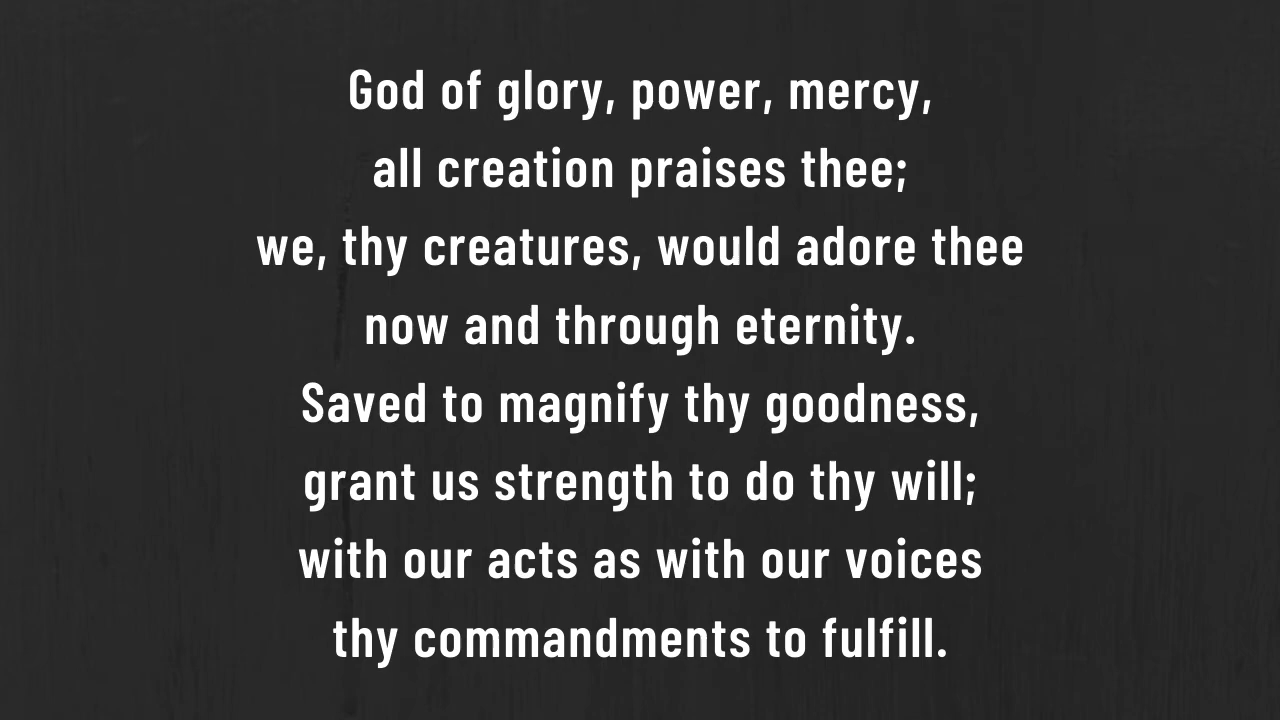 God of glory, power, mercy,
all creation praises thee;
we, thy creatures, would adore thee
now and through eternity.
Saved to magnify thy goodness,
grant us strength to do thy will;
with our acts as with our voices
thy commandments to fulfill.